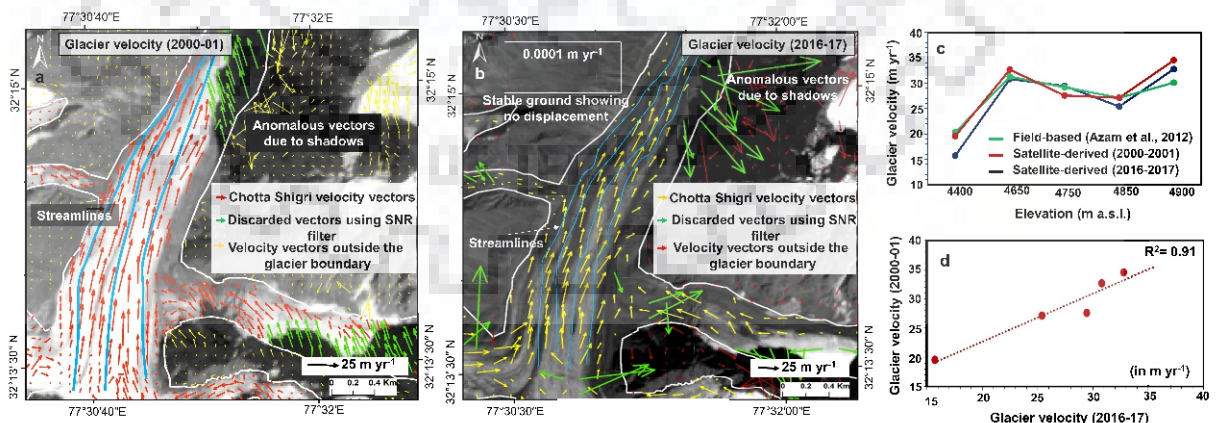 77°30'40"E
77°32'E
Glacier velocity (2000-01)
N
a
32°15' N
Anomalous vectors
due to shadows
Chotta Shigri velocity vectors
Streamlines
Discarded vectors using SNR
filter
Velocity vectors outside the
glacier boundary
25 m yr⁻¹
0 .1 .2 0.4 Km
32°13'30" N
32°13'30" N
77°30'40"E
77°32'E
77°30'30"E
77°32'00"E
Glacier velocity (2016-17)
N
b
0.0001 m yr⁻¹
Stable ground showing
no displacement
32°15' N
32°15' N
Anomalous vectors
due to shadows
Chotta Shigri velocity vectors
Discarded vectors using SNR
filter
Streamlines
Velocity vectors outside the
glacier boundary
25 m yr⁻¹
0 .1 .2 0.4 Km
32°13'30" N
77°30'30"E
77°32'00"E
c
Glacier velocity (m yr⁻¹)
40
35
30
25
20
15
10
Field-based (Azam et al., 2012)
Satellite-derived (2000-2001)
Satellite-derived (2016-2017)
4400 4650 4750 4850 4900
Elevation (m a.s.l.)
d
R²= 0.91
Glacier velocity (2000-01)
40
35
30
25
20
15
(in m yr⁻¹)
15 20 25 30 35 40
Glacier velocity (2016-17)